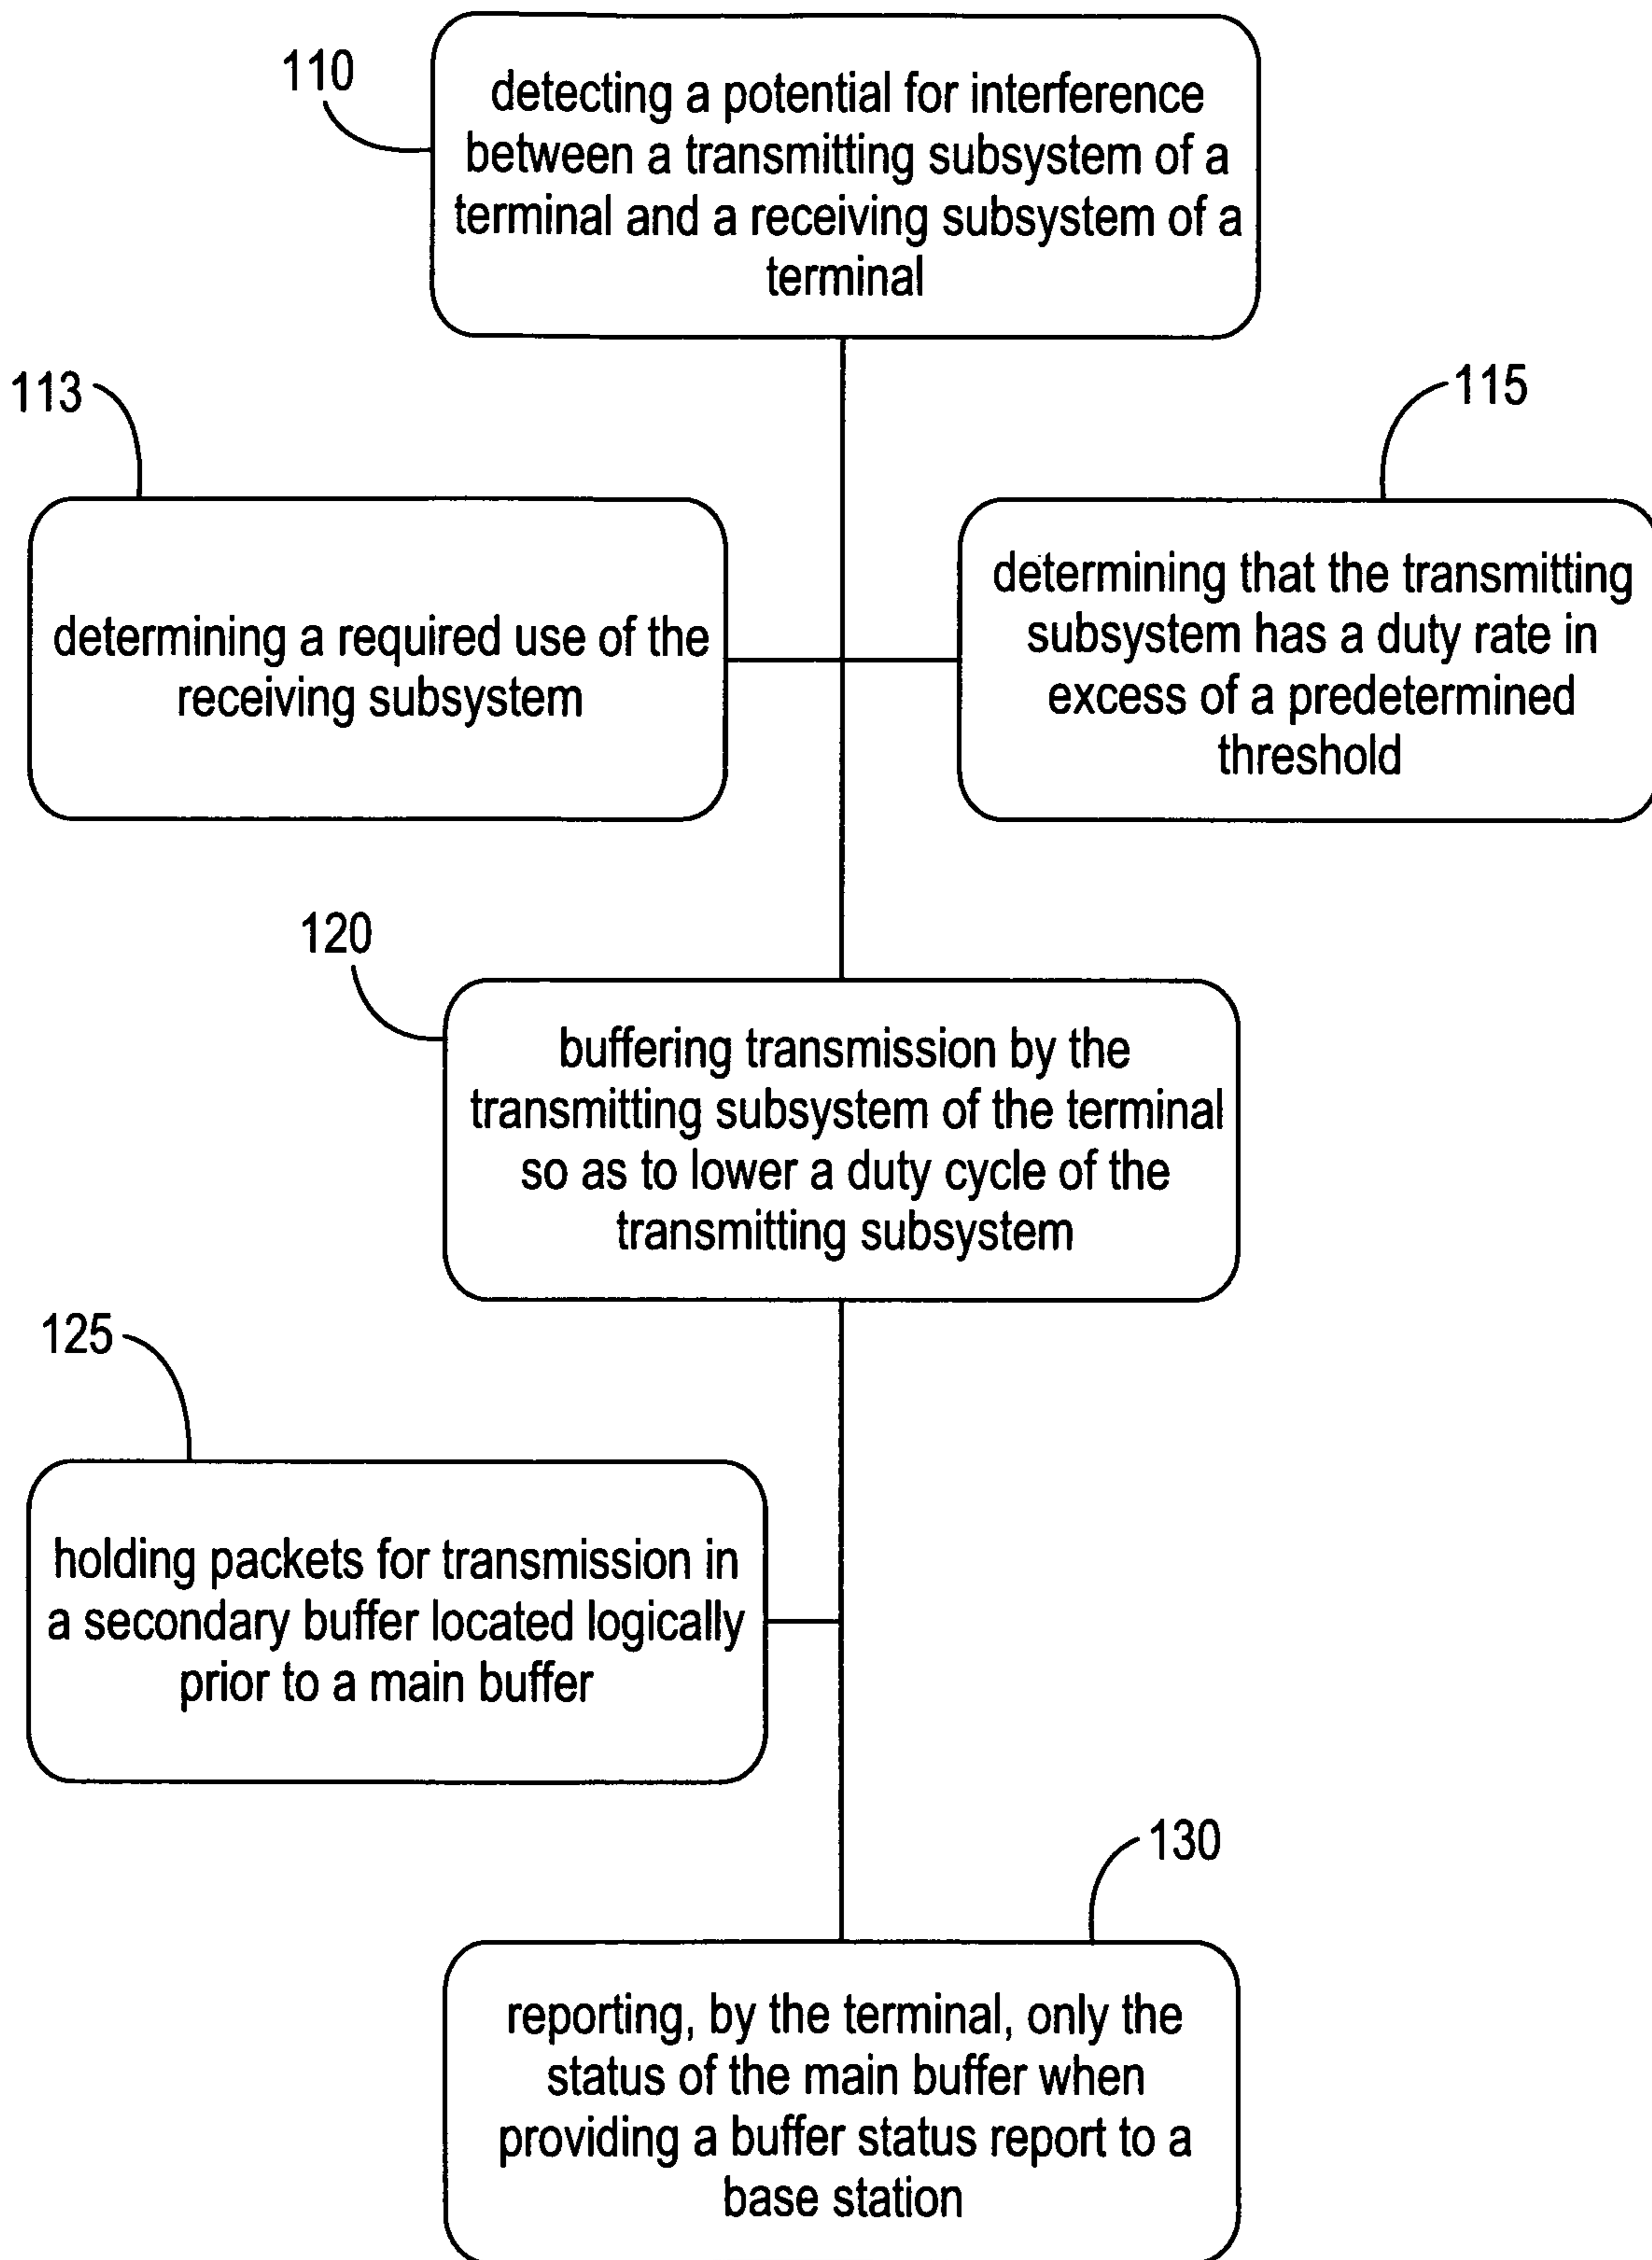 110
detecting a potential for interference
between a transmitting subsystem of a
terminal and a receiving subsystem of a
terminal
113
determining a required use of the
receiving subsystem
115
determining that the transmitting
subsystem has a duty rate in
excess of a predetermined
threshold
120
buffering transmission by the
transmitting subsystem of the terminal
so as to lower a duty cycle of the
transmitting subsystem
125
holding packets for transmission in
a secondary buffer located logically
prior to a main buffer
130
reporting, by the terminal, only the
status of the main buffer when
providing a buffer status report to a
base station